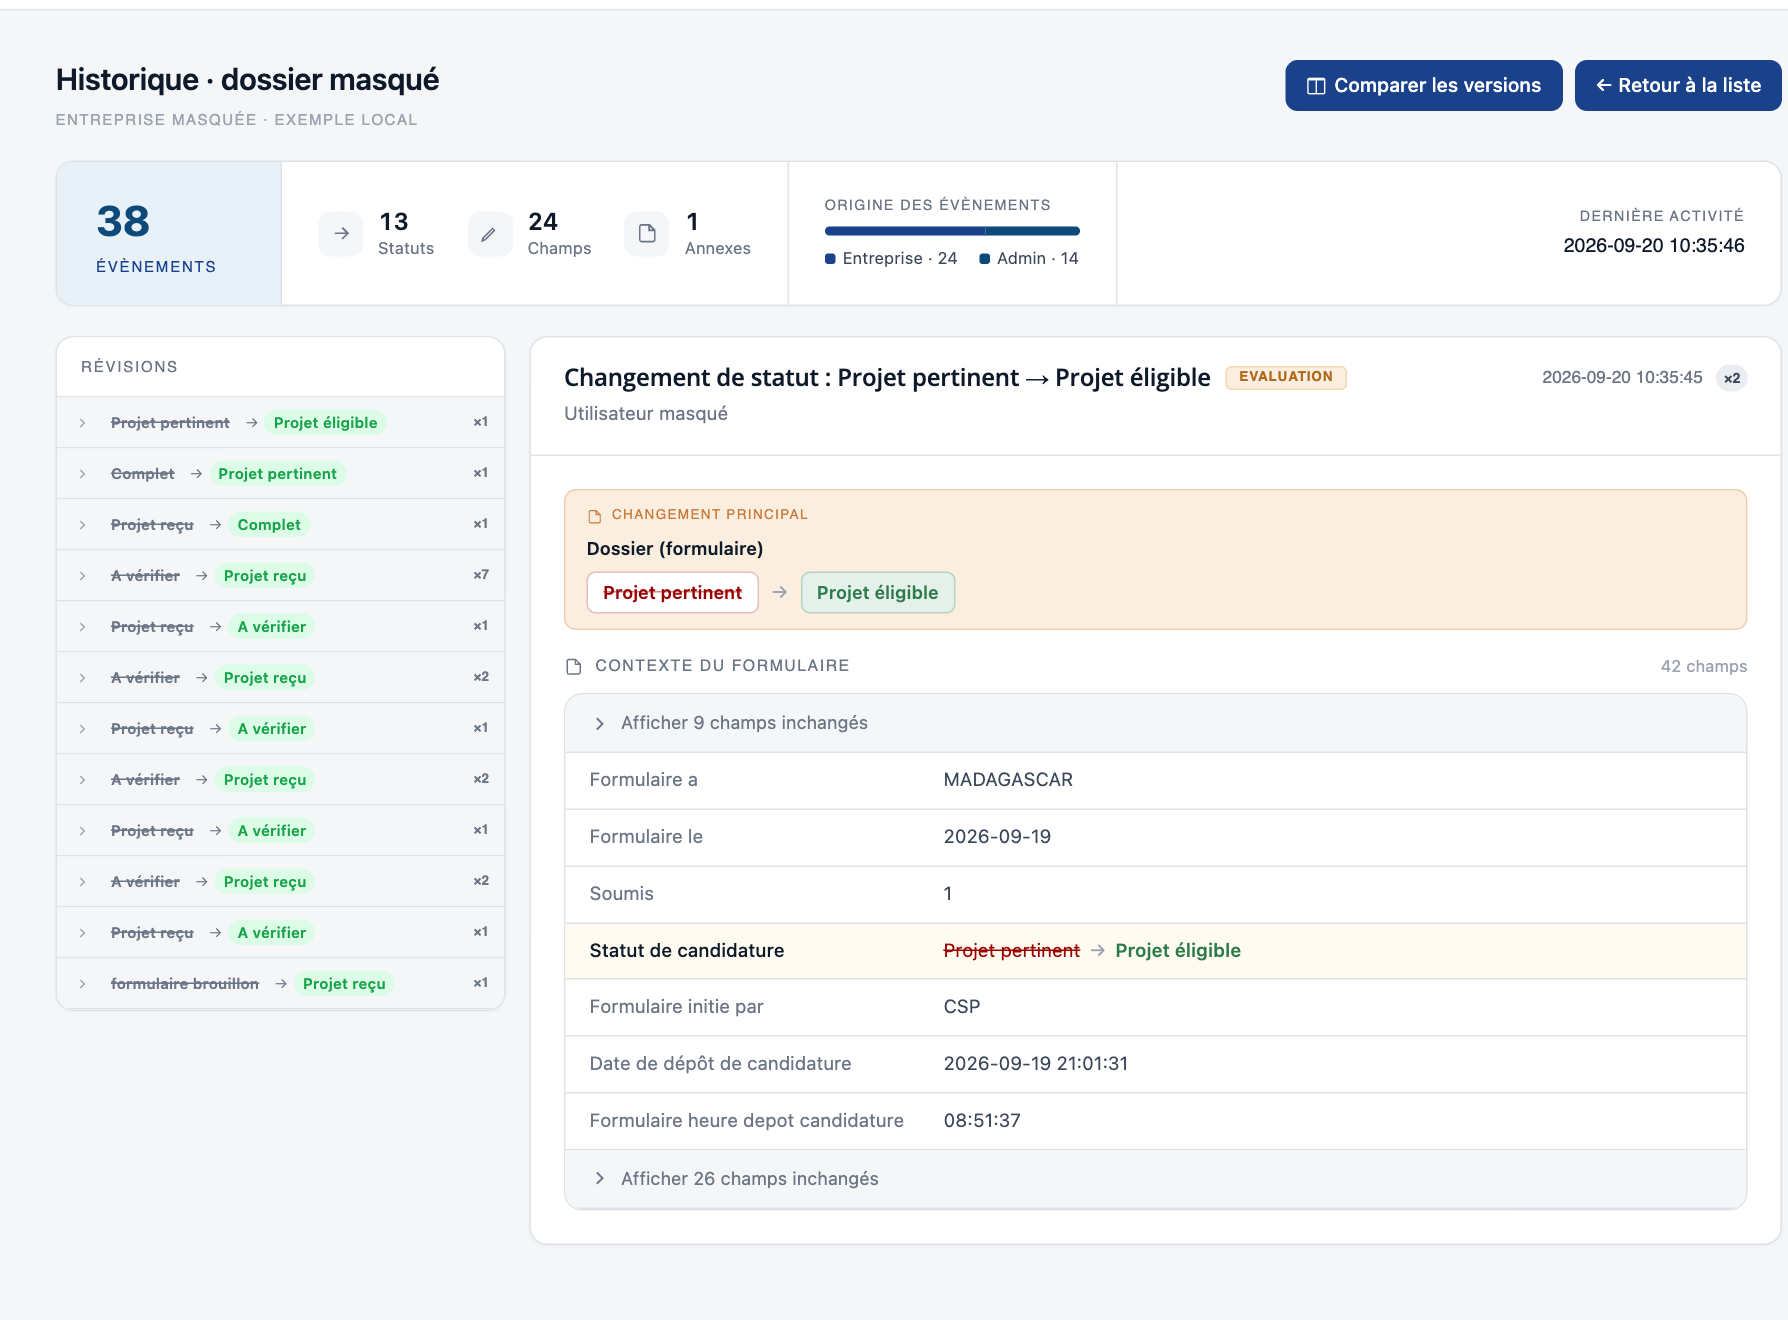 Historique · dossier masqué
ENTREPRISE MASQUÉE · EXEMPLE LOCAL
Comparer les versions
← Retour à la liste
38
ÉVÈNEMENTS
→ 13
Statuts
24
Champs
1
Annexes
ORIGINE DES ÉVÈNEMENTS
Entreprise · 24 Admin · 14
DERNIÈRE ACTIVITÉ
2026-09-20 10:35:46
RÉVISIONS
Projet pertinent → Projet éligible ×1
Complet → Projet pertinent ×1
Projet reçu → Complet ×1
A vérifier → Projet reçu ×7
Projet reçu → A vérifier ×1
A vérifier → Projet reçu ×2
Projet reçu → A vérifier ×1
A vérifier → Projet reçu ×2
Projet reçu → A vérifier ×1
A vérifier → Projet reçu ×2
Projet reçu → A vérifier ×1
formulaire brouillon → Projet reçu ×1
Changement de statut : Projet pertinent → Projet éligible EVALUATION 2026-09-20 10:35:45 ×2
Utilisateur masqué
CHANGEMENT PRINCIPAL
Dossier (formulaire)
Projet pertinent → Projet éligible
CONTEXTE DU FORMULAIRE 42 champs
Afficher 9 champs inchangés
Formulaire a MADAGASCAR
Formulaire le 2026-09-19
Soumis 1
Statut de candidature Projet pertinent → Projet éligible
Formulaire initie par CSP
Date de dépôt de candidature 2026-09-19 21:01:31
Formulaire heure depot candidature 08:51:37
Afficher 26 champs inchangés